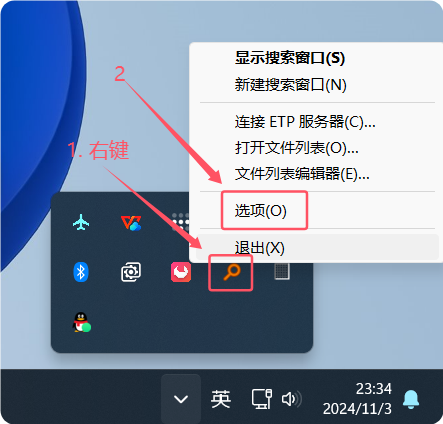 显示搜索窗口(S)
新建搜索窗口(N)
连接 ETP 服务器(C)...
打开文件列表(O)...
文件列表编辑器(E)...
选项(O)
退出(X)
2
1. 右键
英
23:34
2024/11/3